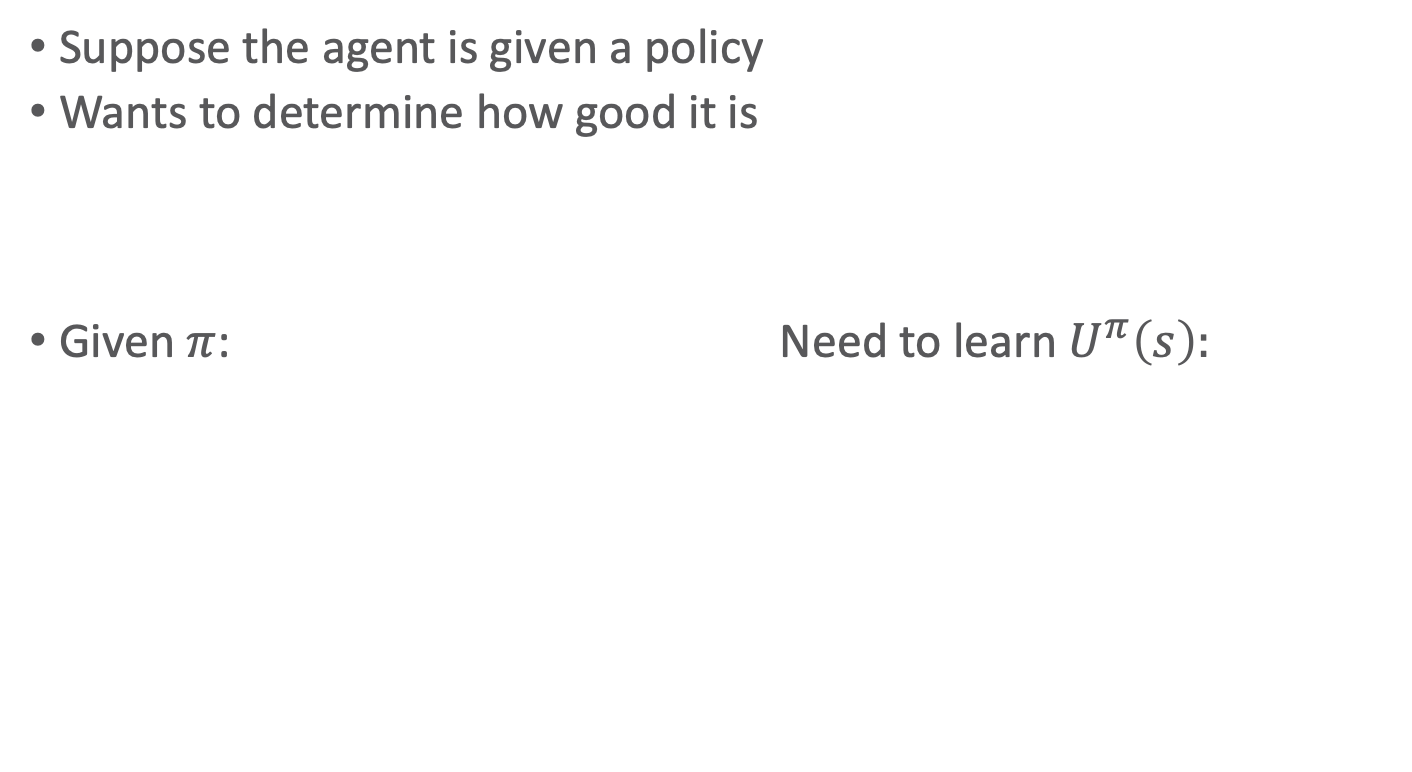 • Suppose the agent is given a policy
• Wants to determine how good it is
• Given π: Need to learn U^π(s):